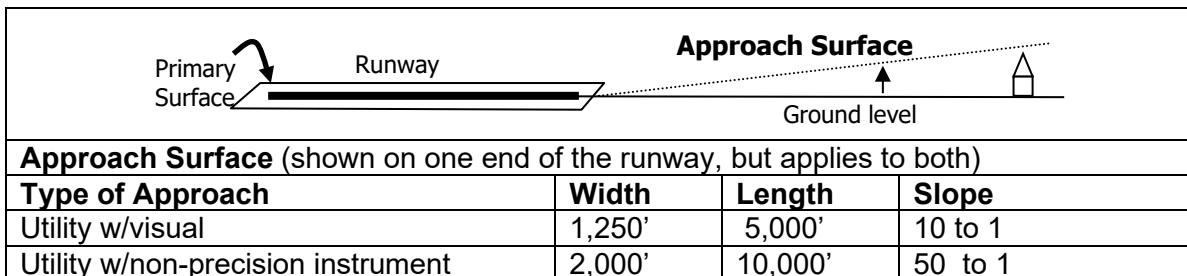 Approach Surface
Primary
Surface
Runway
Ground level
Approach Surface (shown on one end of the runway, but applies to both)
Type of Approach Width Length Slope
Utility w/visual 1,250’ 5,000’ 10 to 1
Utility w/non-precision instrument 2,000’ 10,000’ 50 to 1